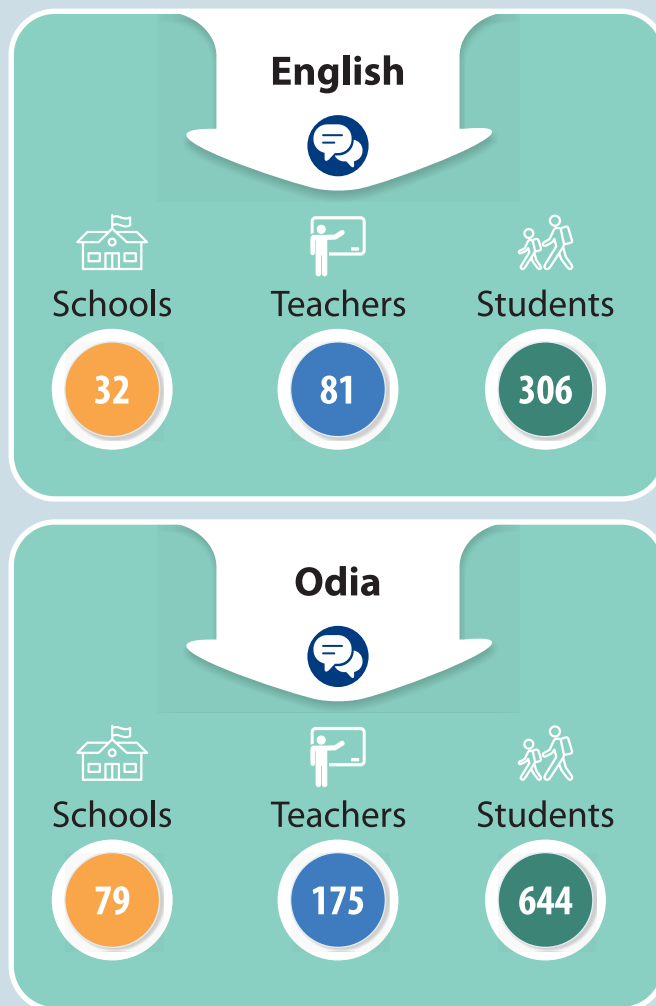 English
Schools Teachers Students
32 81 306
Odia
Schools Teachers Students
79 175 644